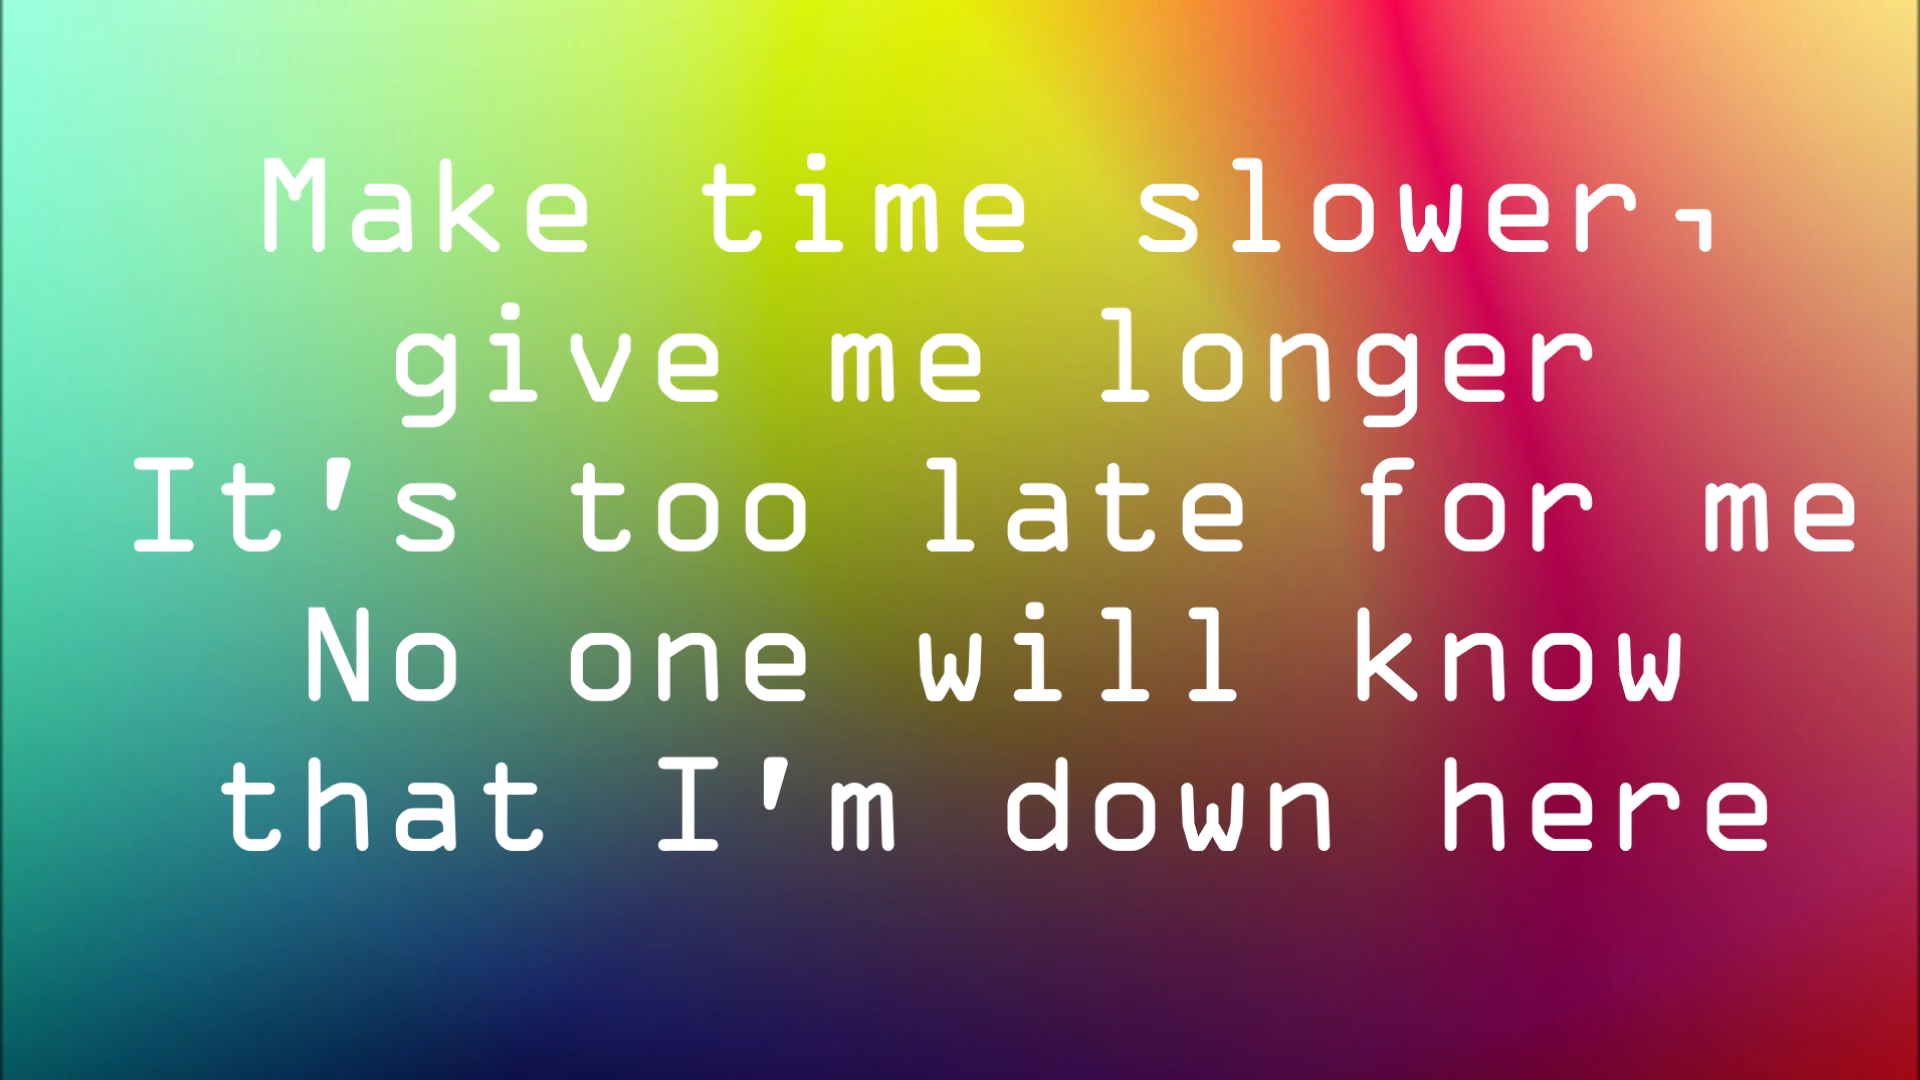 Make time slower,
give me longer
It's too late for me
No one will know
that I'm down here